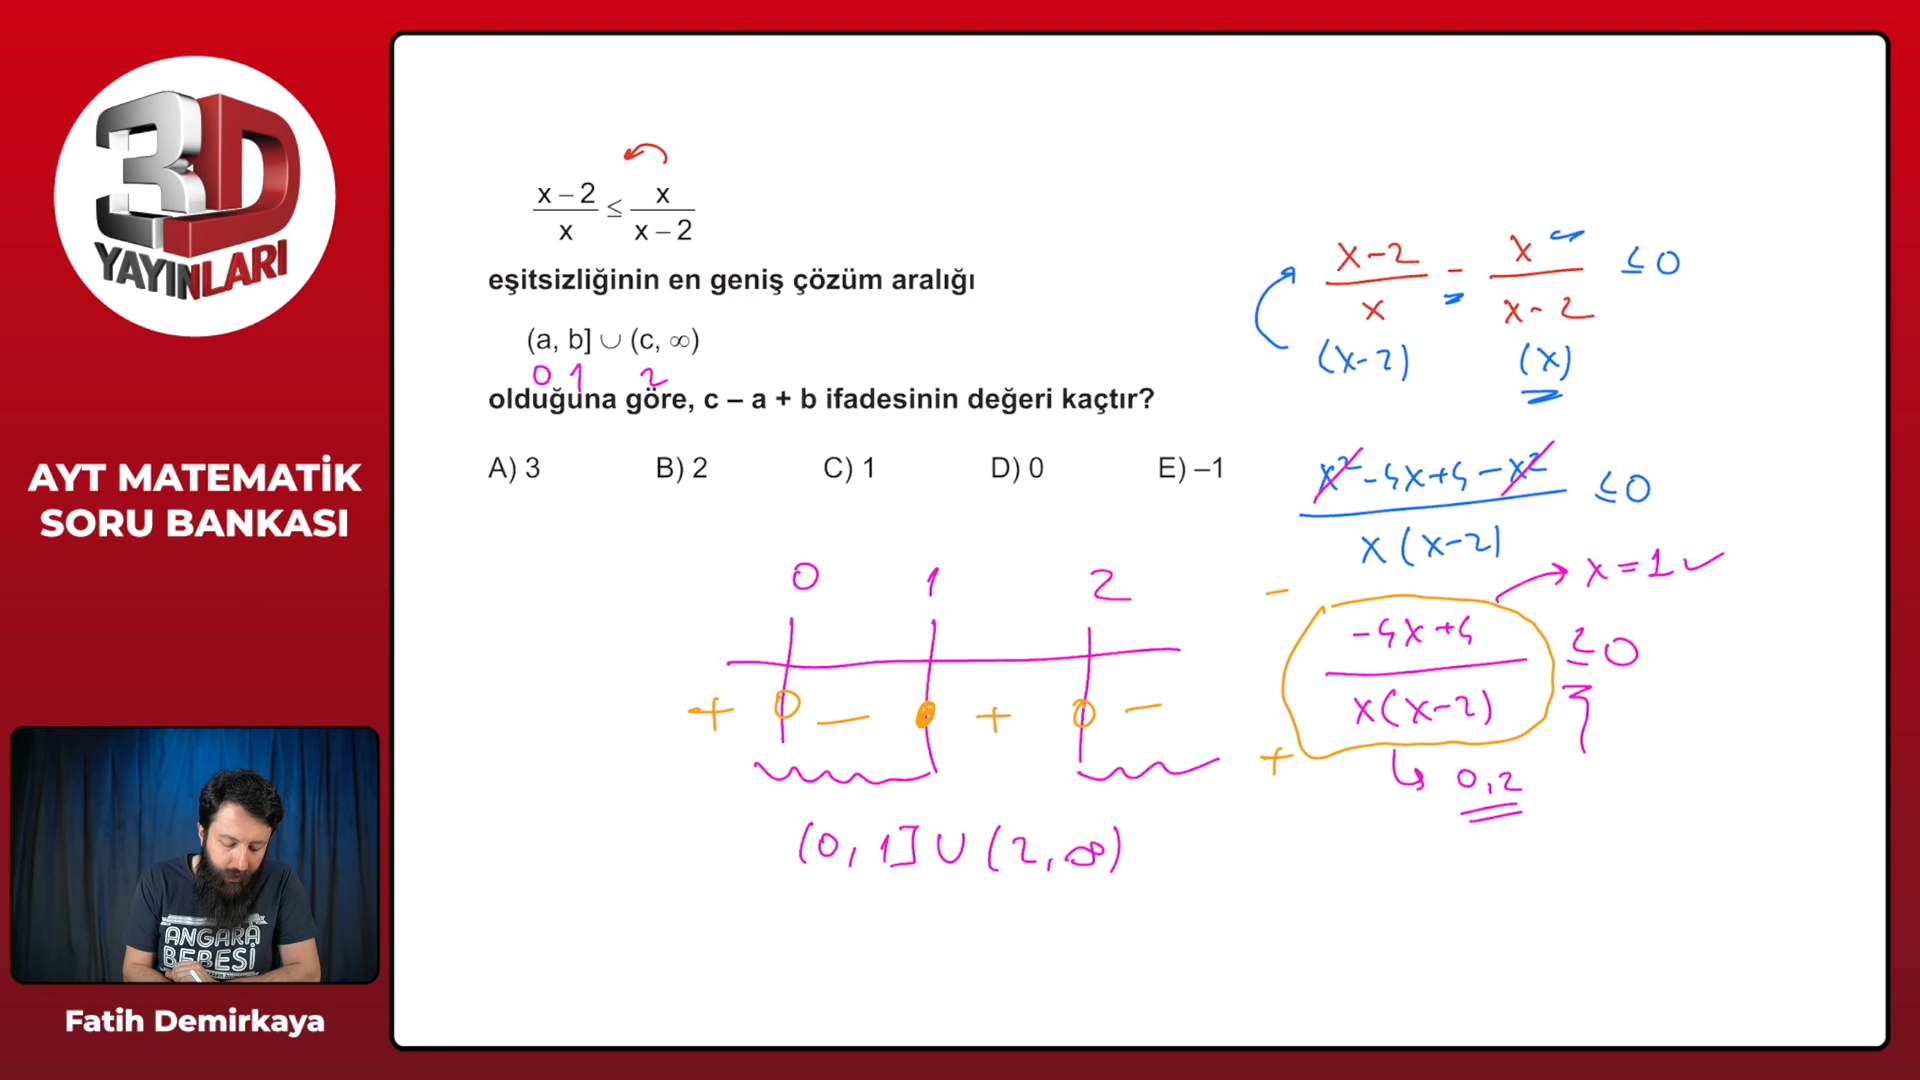 3D
YAYINLARI
AYT MATEMATİK
SORU BANKASI
ANGARA
BEBESİ
Fatih Demirkaya
x – 2 / x ≤ x / x – 2
eşitsizliğinin en geniş çözüm aralığı
(a, b] ∪ (c, ∞)
0 1 2
olduğuna göre, c – a + b ifadesinin değeri kaçtır?
A) 3 B) 2 C) 1 D) 0 E) –1
0 1 2
+ – + –
(0, 1] ∪ (2, ∞)
x-2 / x - x / x-2 ≤ 0
(x-2) (x)
x² - 4x+4 - x² / x(x-2) ≤ 0
→ x = 1 ✓
-
-4x+4 / x(x-2) ≤ 0
+
↳ 0,2